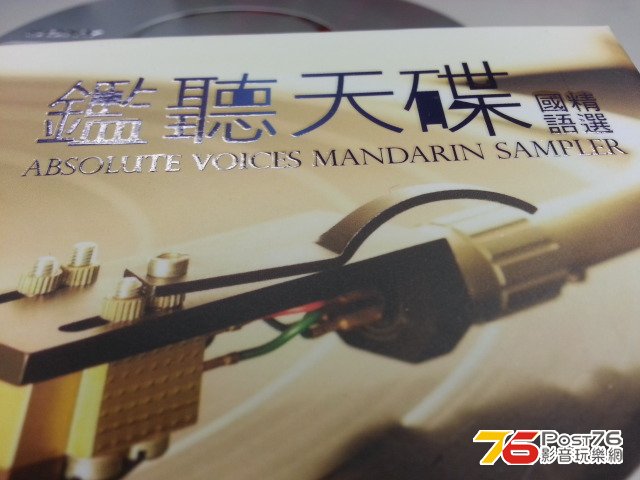 鑑聽天碟
國語
精選
ABSOLUTE VOICES MANDARIN SAMPLER
76 POST76
影音玩樂網